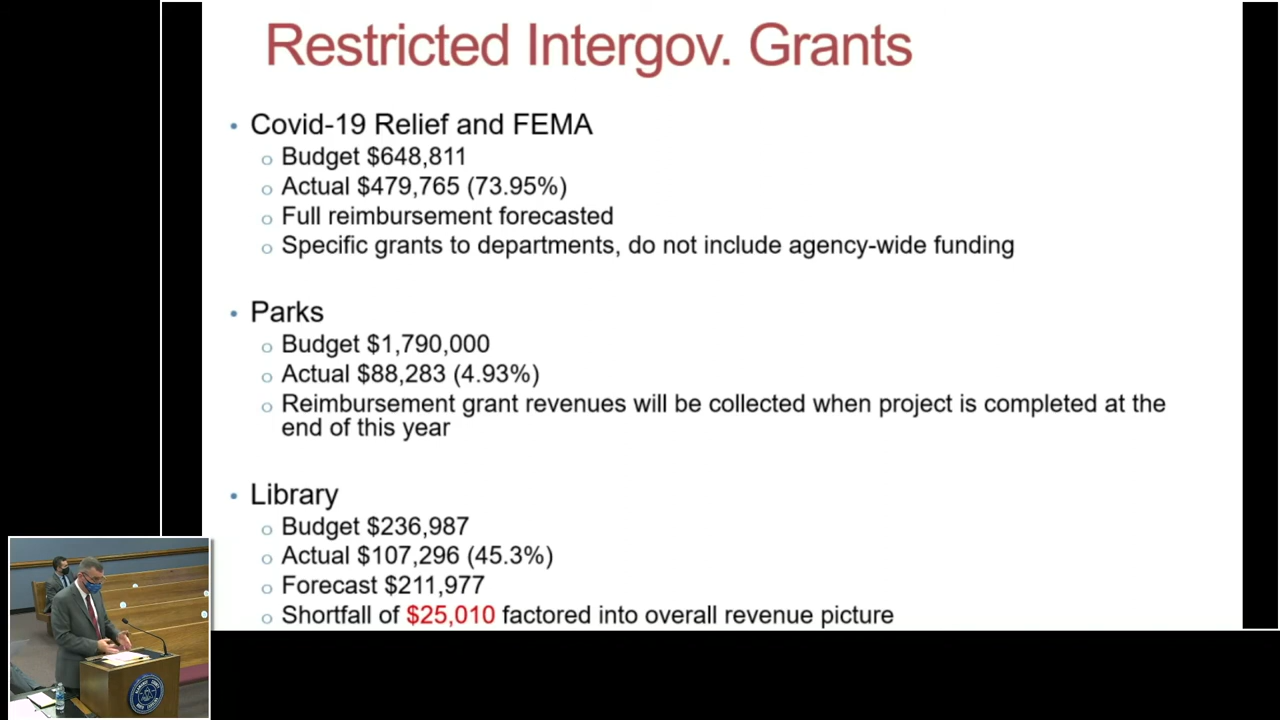 Restricted Intergov. Grants
• Covid-19 Relief and FEMA
o Budget $648,811
o Actual $479,765 (73.95%)
o Full reimbursement forecasted
o Specific grants to departments, do not include agency-wide funding
• Parks
o Budget $1,790,000
o Actual $88,283 (4.93%)
o Reimbursement grant revenues will be collected when project is completed at the
end of this year
• Library
o Budget $236,987
o Actual $107,296 (45.3%)
o Forecast $211,977
o Shortfall of $25,010 factored into overall revenue picture